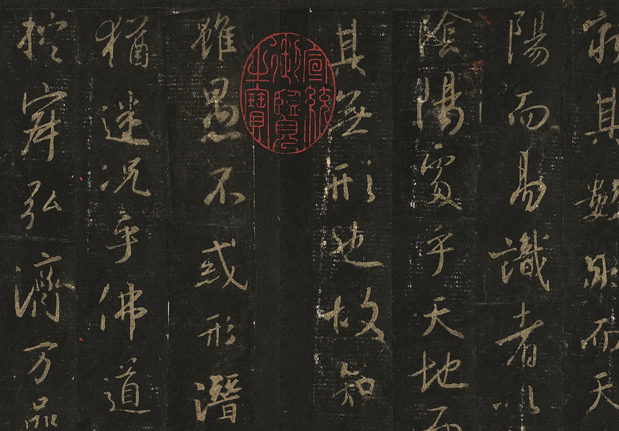 窮其數然而天
陽而易識者以
陰陽處乎天地而
其無形也故知
宣統御覽之寶
雖愚不惑形潛
猶迷況乎佛道
控寂弘濟万品